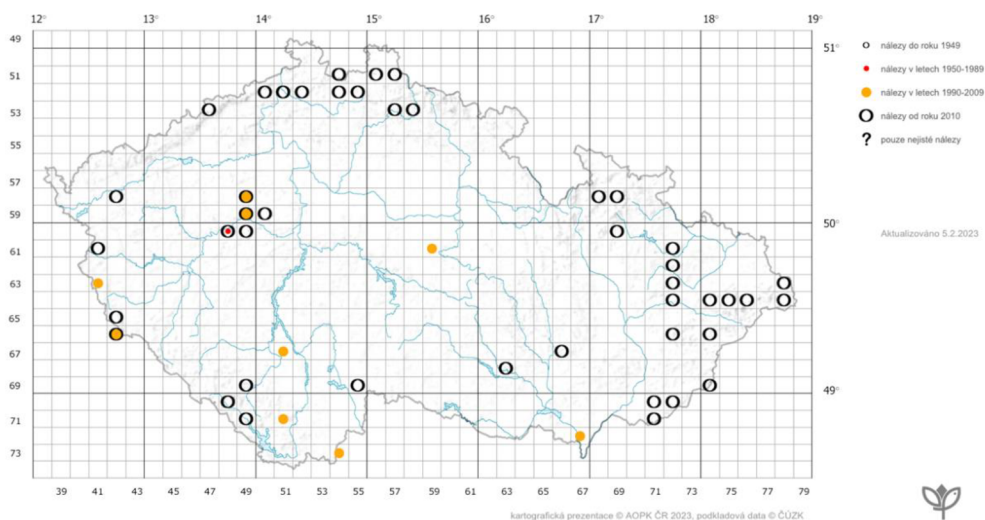 12° 13° 14° 15° 16° 17° 18° 19°
49 51°
51
53
55
57
59 50°
61
63
65
67
69 49°
71
73
39 41 43 45 47 49 51 53 55 57 59 61 63 65 67 69 71 73 75 77 79
nálezy do roku 1949
nálezy v letech 1950-1989
nálezy v letech 1990-2009
nálezy od roku 2010
? pouze nejisté nálezy
Aktualizováno 5.2.2023
kartografická prezentace © AOPK ČR 2023, podkladová data © ČÚZK